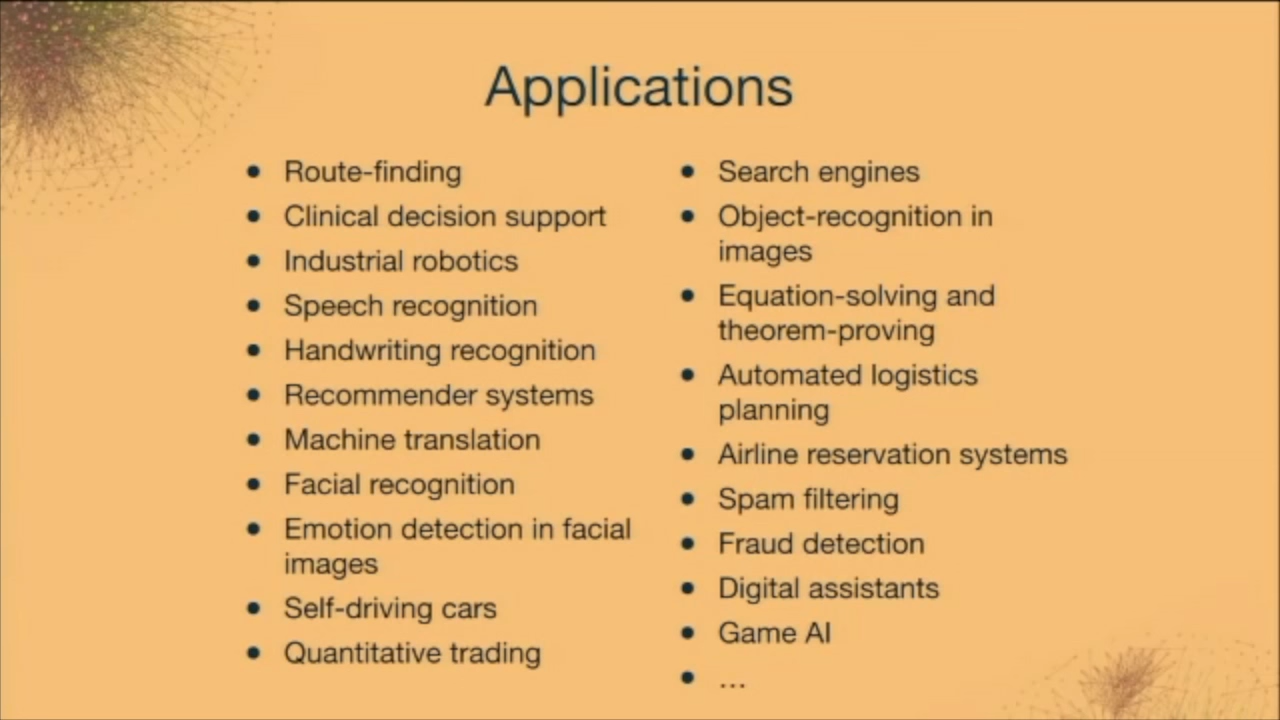 Applications
● Route-finding
● Clinical decision support
● Industrial robotics
● Speech recognition
● Handwriting recognition
● Recommender systems
● Machine translation
● Facial recognition
● Emotion detection in facial
images
● Self-driving cars
● Quantitative trading
● Search engines
● Object-recognition in
images
● Equation-solving and
theorem-proving
● Automated logistics
planning
● Airline reservation systems
● Spam filtering
● Fraud detection
● Digital assistants
● Game AI
● ...